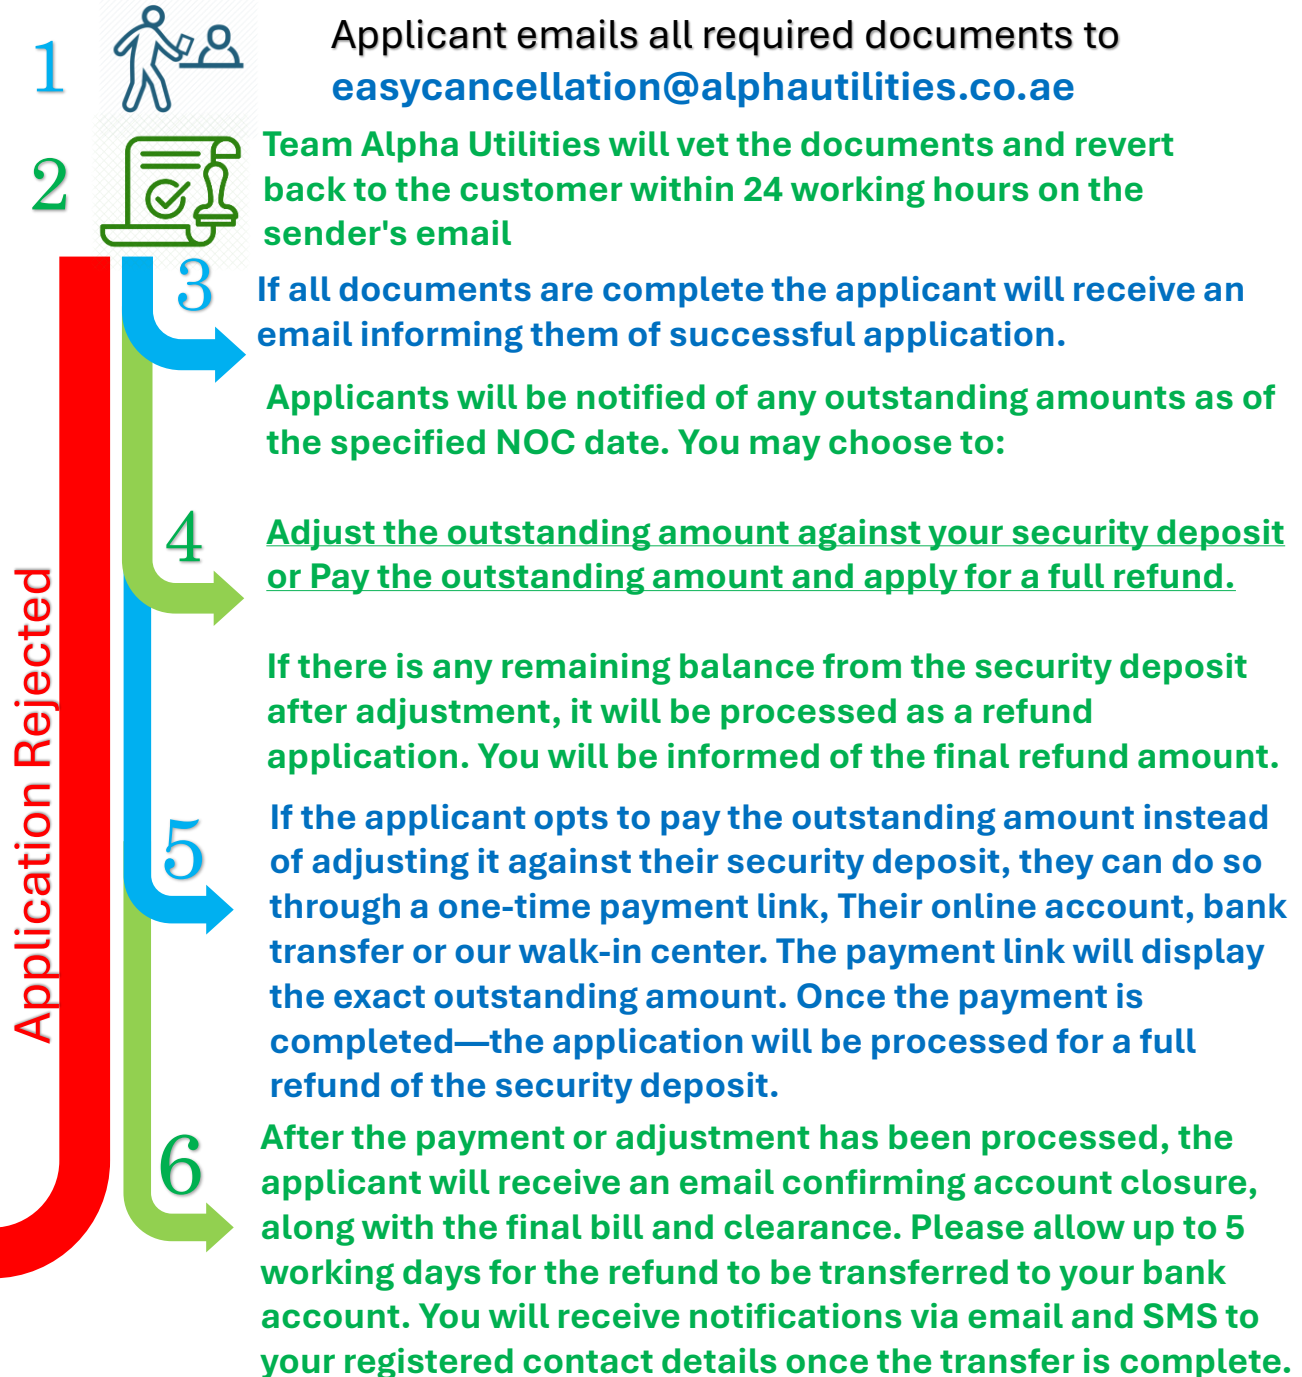 1
Applicant emails all required documents to
easycancellation@alphautilities.co.ae
2
Team Alpha Utilities will vet the documents and revert
back to the customer within 24 working hours on the
sender's email
3
If all documents are complete the applicant will receive an
email informing them of successful application.
Applicants will be notified of any outstanding amounts as of
the specified NOC date. You may choose to:
4
Adjust the outstanding amount against your security deposit
or Pay the outstanding amount and apply for a full refund.
If there is any remaining balance from the security deposit
after adjustment, it will be processed as a refund
application. You will be informed of the final refund amount.
5
If the applicant opts to pay the outstanding amount instead
of adjusting it against their security deposit, they can do so
through a one-time payment link, Their online account, bank
transfer or our walk-in center. The payment link will display
the exact outstanding amount. Once the payment is
completed—the application will be processed for a full
refund of the security deposit.
6
After the payment or adjustment has been processed, the
applicant will receive an email confirming account closure,
along with the final bill and clearance. Please allow up to 5
working days for the refund to be transferred to your bank
account. You will receive notifications via email and SMS to
your registered contact details once the transfer is complete.
Application Rejected